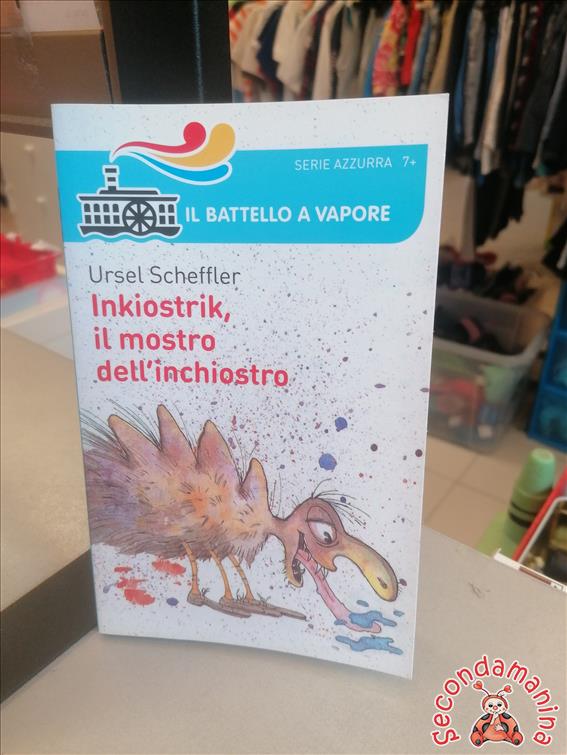 SERIE AZZURRA 7+
IL BATTELLO A VAPORE
Ursel Scheffler
Inkiostrik,
il mostro
dell'inchiostro
Secondamanina